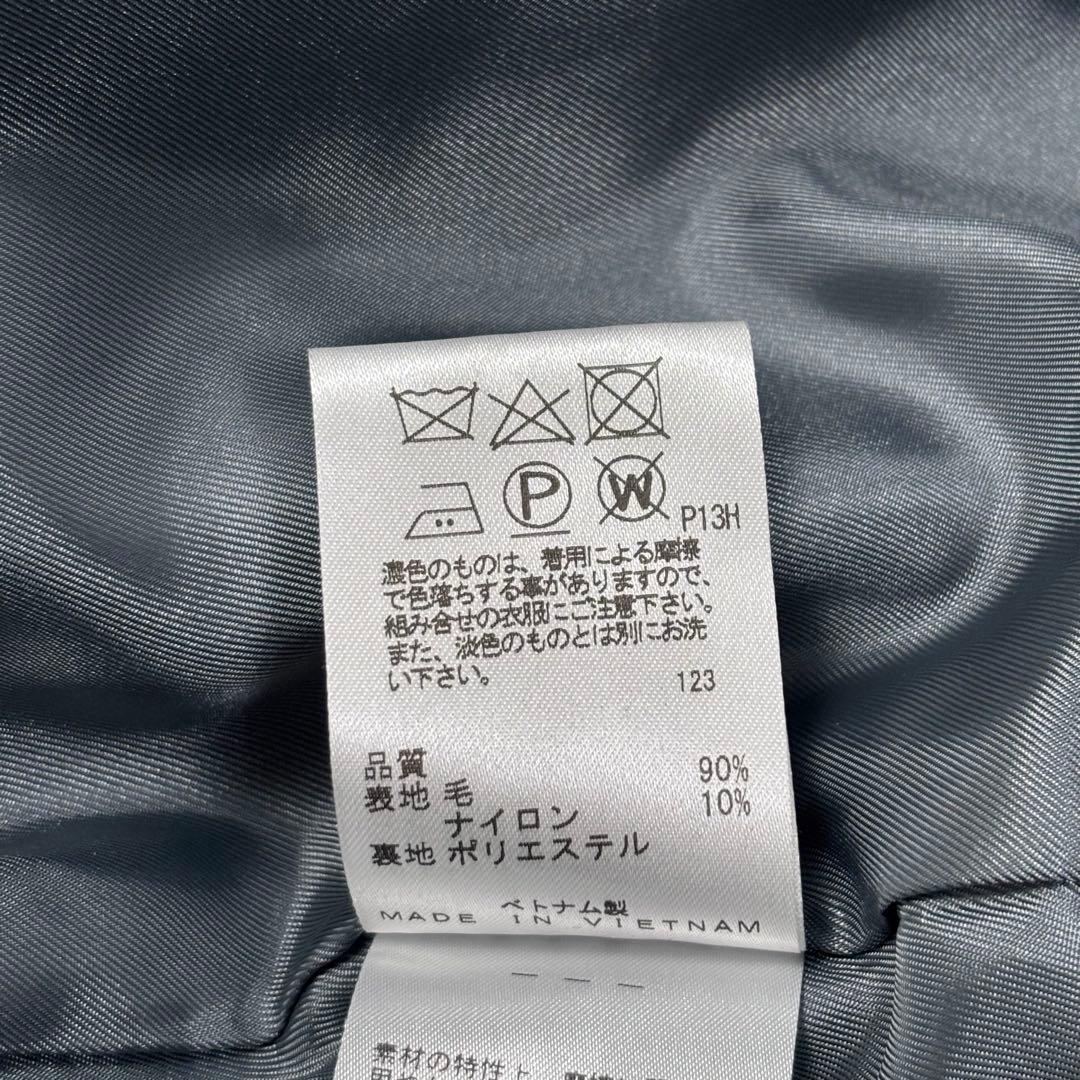 P
W
P13H
濃色のものは、着用による摩擦
で色落ちする事がありますので、
組み合せの衣服にご注意下さい。
また、淡色のものとは別にお洗
い下さい。
123
品質
表地 毛 90%
ナイロン 10%
裏地 ポリエステル
ベトナム製
MADE IN VIETNAM
素材の特性上